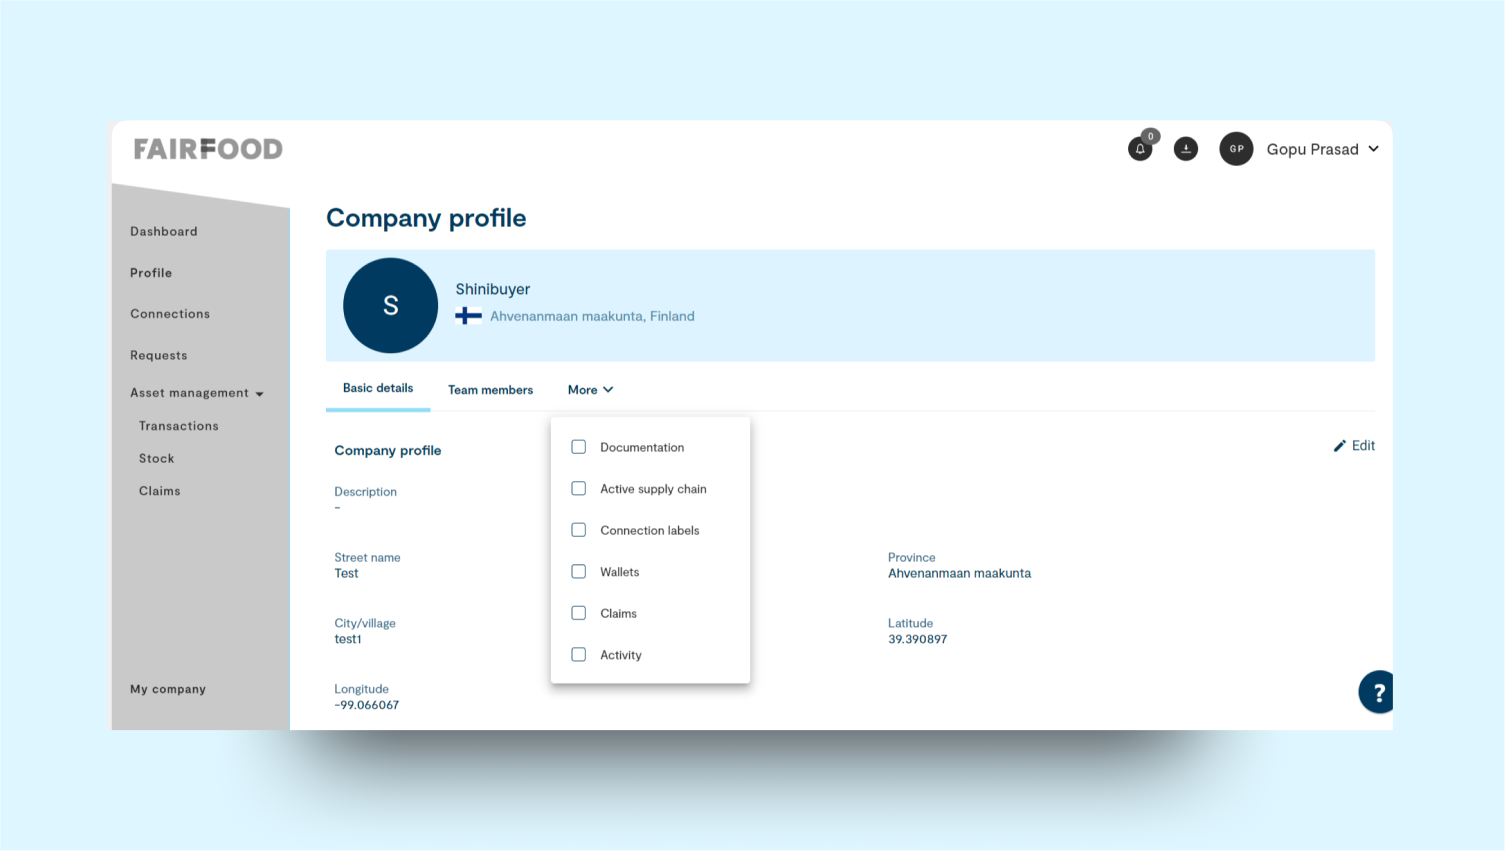 FAIRFOOD
0
GP
Gopu Prasad
Dashboard
Profile
Connections
Requests
Asset management
Transactions
Stock
Claims
My company
Company profile
S
Shinibuyer
Ahvenanmaan maakunta, Finland
Basic details
Team members
More
Documentation
Active supply chain
Connection labels
Wallets
Claims
Activity
Company profile
Edit
Description
-
Street name
Test
Province
Ahvenanmaan maakunta
City/village
test1
Latitude
39.390897
Longitude
-99.066067
?